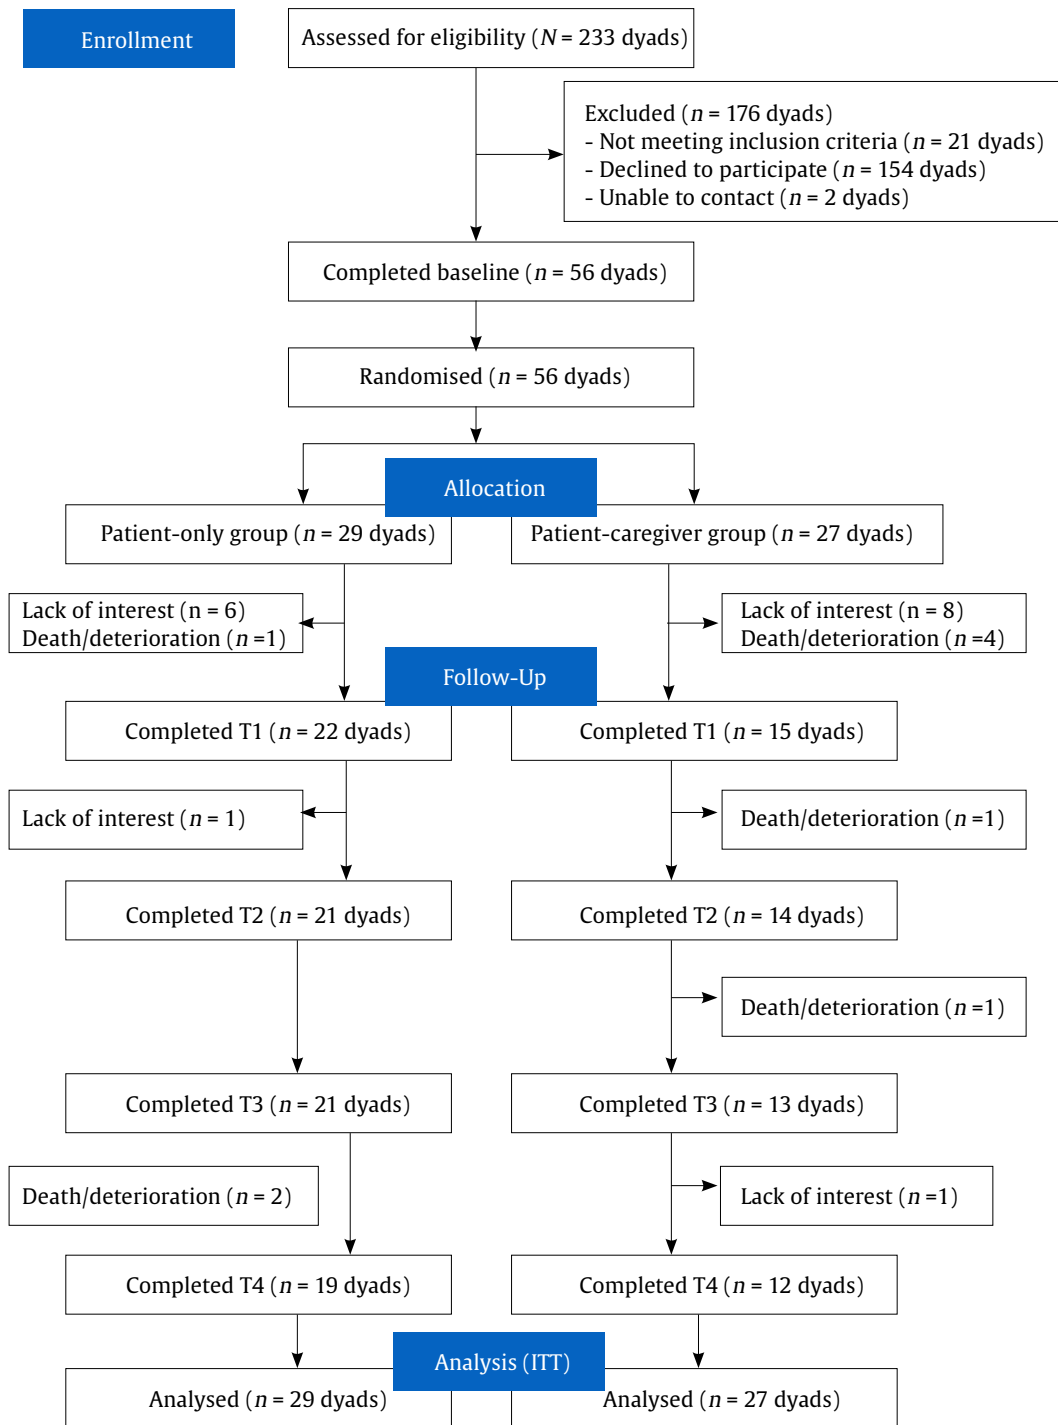 Enrollment
Assessed for eligibility (N = 233 dyads)
Excluded (n = 176 dyads)
- Not meeting inclusion criteria (n = 21 dyads)
- Declined to participate (n = 154 dyads)
- Unable to contact (n = 2 dyads)
Completed baseline (n = 56 dyads)
Randomised (n = 56 dyads)
Allocation
Patient-only group (n = 29 dyads)
Patient-caregiver group (n = 27 dyads)
Lack of interest (n = 6)
Death/deterioration (n =1)
Lack of interest (n = 8)
Death/deterioration (n =4)
Follow-Up
Completed T1 (n = 22 dyads)
Completed T1 (n = 15 dyads)
Lack of interest (n = 1)
Death/deterioration (n =1)
Completed T2 (n = 21 dyads)
Completed T2 (n = 14 dyads)
Death/deterioration (n =1)
Completed T3 (n = 21 dyads)
Completed T3 (n = 13 dyads)
Death/deterioration (n = 2)
Lack of interest (n =1)
Completed T4 (n = 19 dyads)
Completed T4 (n = 12 dyads)
Analysis (ITT)
Analysed (n = 29 dyads)
Analysed (n = 27 dyads)